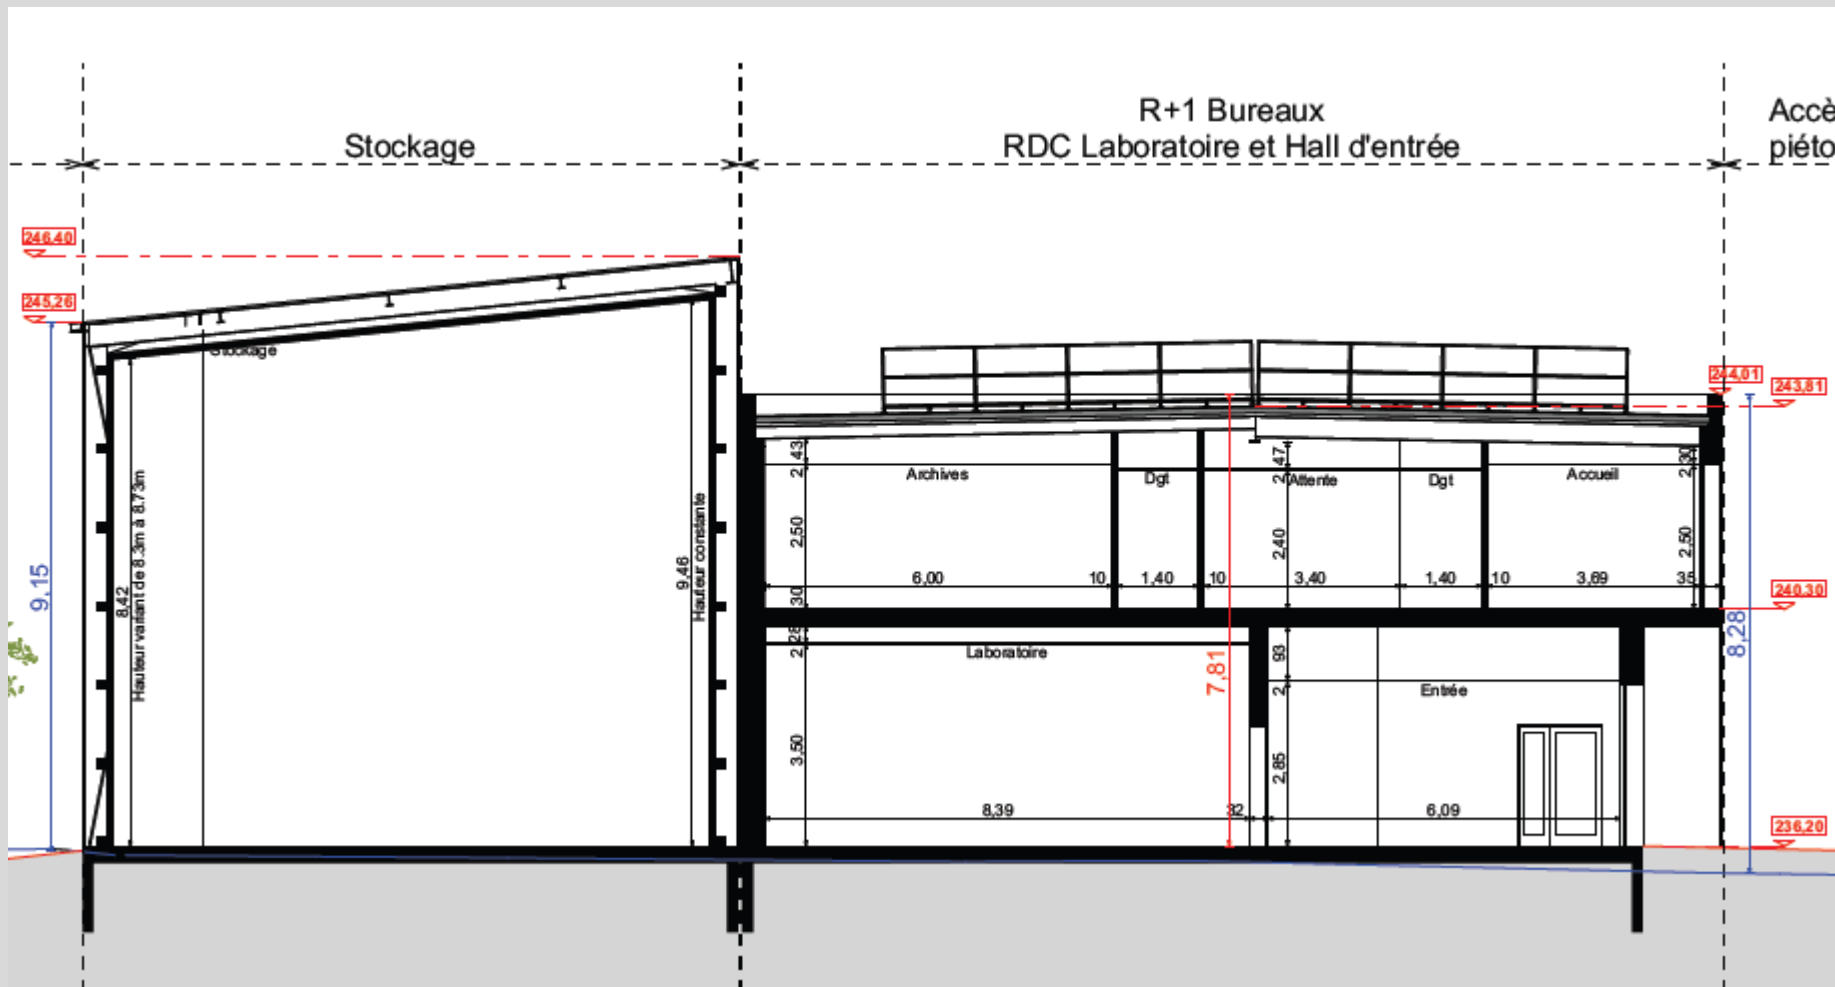 R+1 Bureaux
Accè
Stockage
RDC Laboratoire et Hall d'entrée
piéto
246.40
245,26
244,01
243,81
Stockage
43
2
Archives
Dgt
47
2
Attente
Dgt
Accueil
2,30
Hauteur variant de 8.3m à 8.73m
8,42
9,46
Hauteur constante
2,50
2,40
2,50
9,15
6,00
10
1,40
10
3,40
1,40
10
3,69
35
30
240.30
8,28
2
28
Laboratoire
7,81
93
2
Entrée
3,50
2,85
8,39
32
6,09
236,20